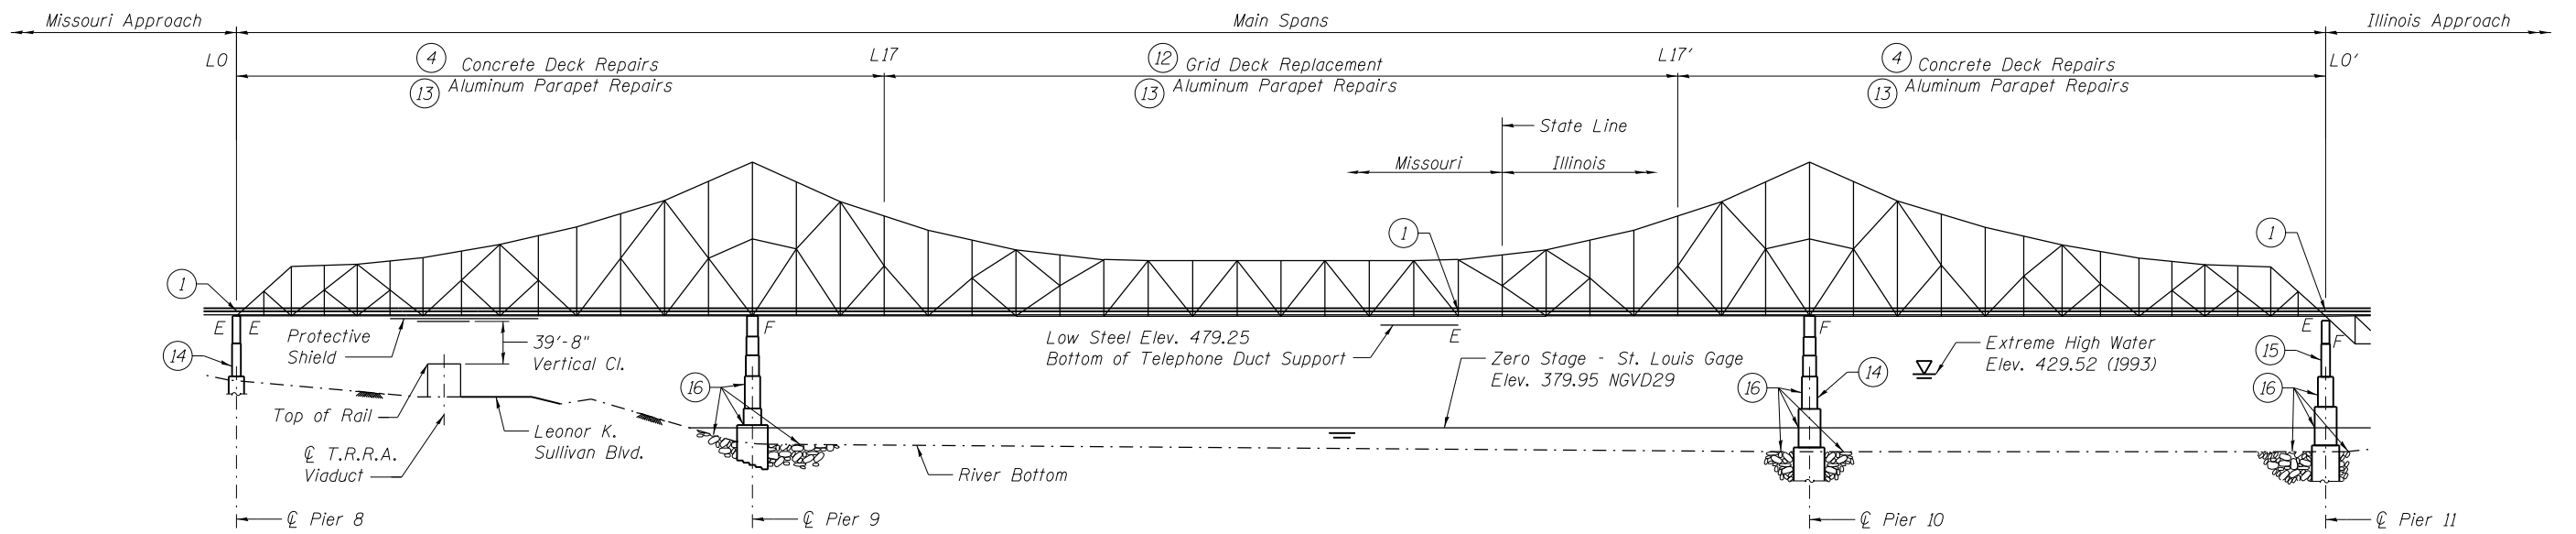 Missouri Approach
Main Spans
Illinois Approach
L0
4 Concrete Deck Repairs
13 Aluminum Parapet Repairs
L17
12 Grid Deck Replacement
13 Aluminum Parapet Repairs
L17'
4 Concrete Deck Repairs
13 Aluminum Parapet Repairs
L0'
State Line
Missouri
Illinois
1
1
1
E E
F
E
F
E
F
Protective
Shield
39'-8"
Vertical Cl.
Low Steel Elev. 479.25
Bottom of Telephone Duct Support
Zero Stage - St. Louis Gage
Elev. 379.95 NGVD29
Extreme High Water
Elev. 429.52 (1993)
14
16
16
14
15
16
Top of Rail
℄ T.R.R.A.
Viaduct
Leonor K.
Sullivan Blvd.
River Bottom
℄ Pier 8
℄ Pier 9
℄ Pier 10
℄ Pier 11